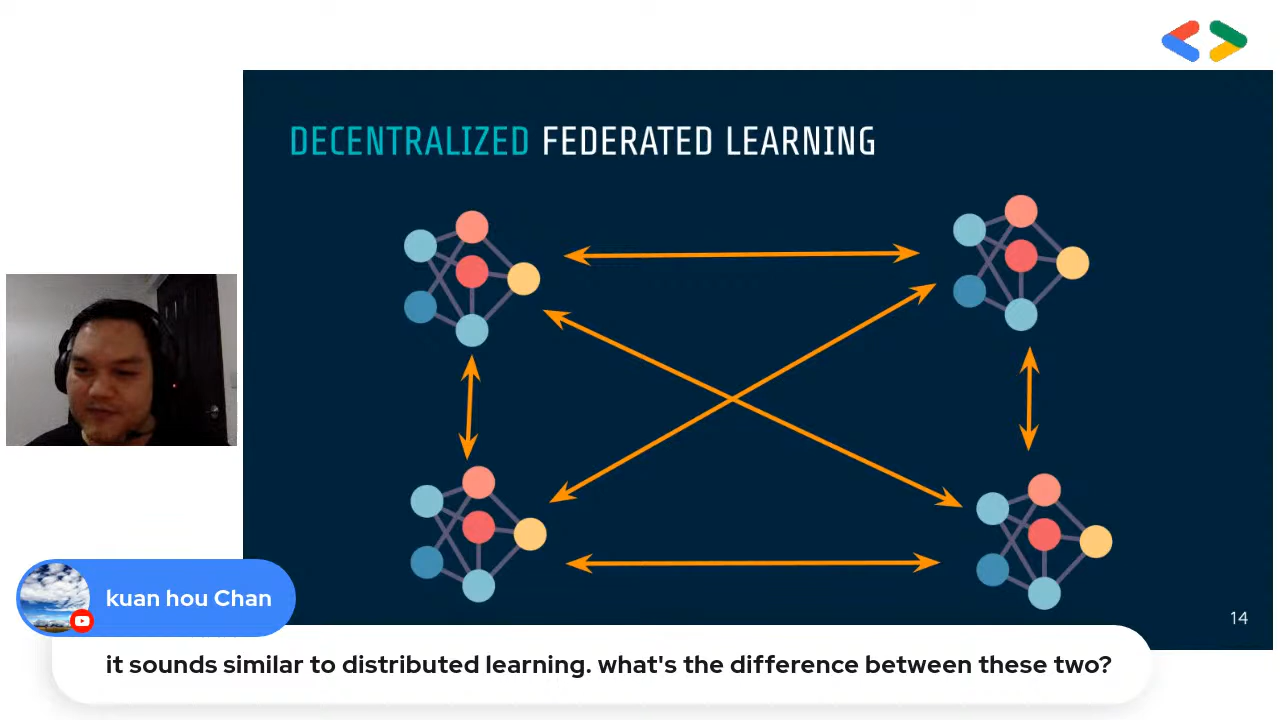 DECENTRALIZED FEDERATED LEARNING
14
kuan hou Chan
it sounds similar to distributed learning. what's the difference between these two?